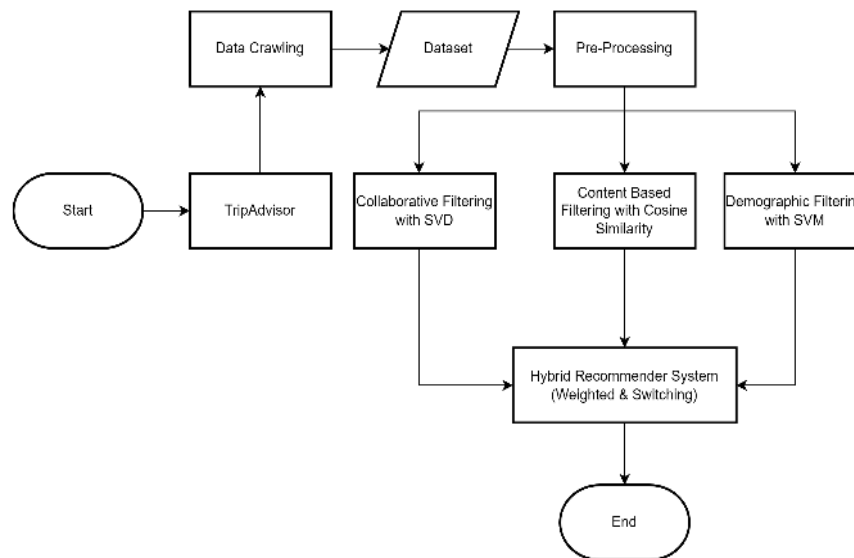 Data Crawling
Dataset
Pre-Processing
Start
TripAdvisor
Collaborative Filtering
with SVD
Content Based
Filtering with Cosine
Similarity
Demographic Filterin
with SVM
Hybrid Recommender System
(Weighted & Switching)
End